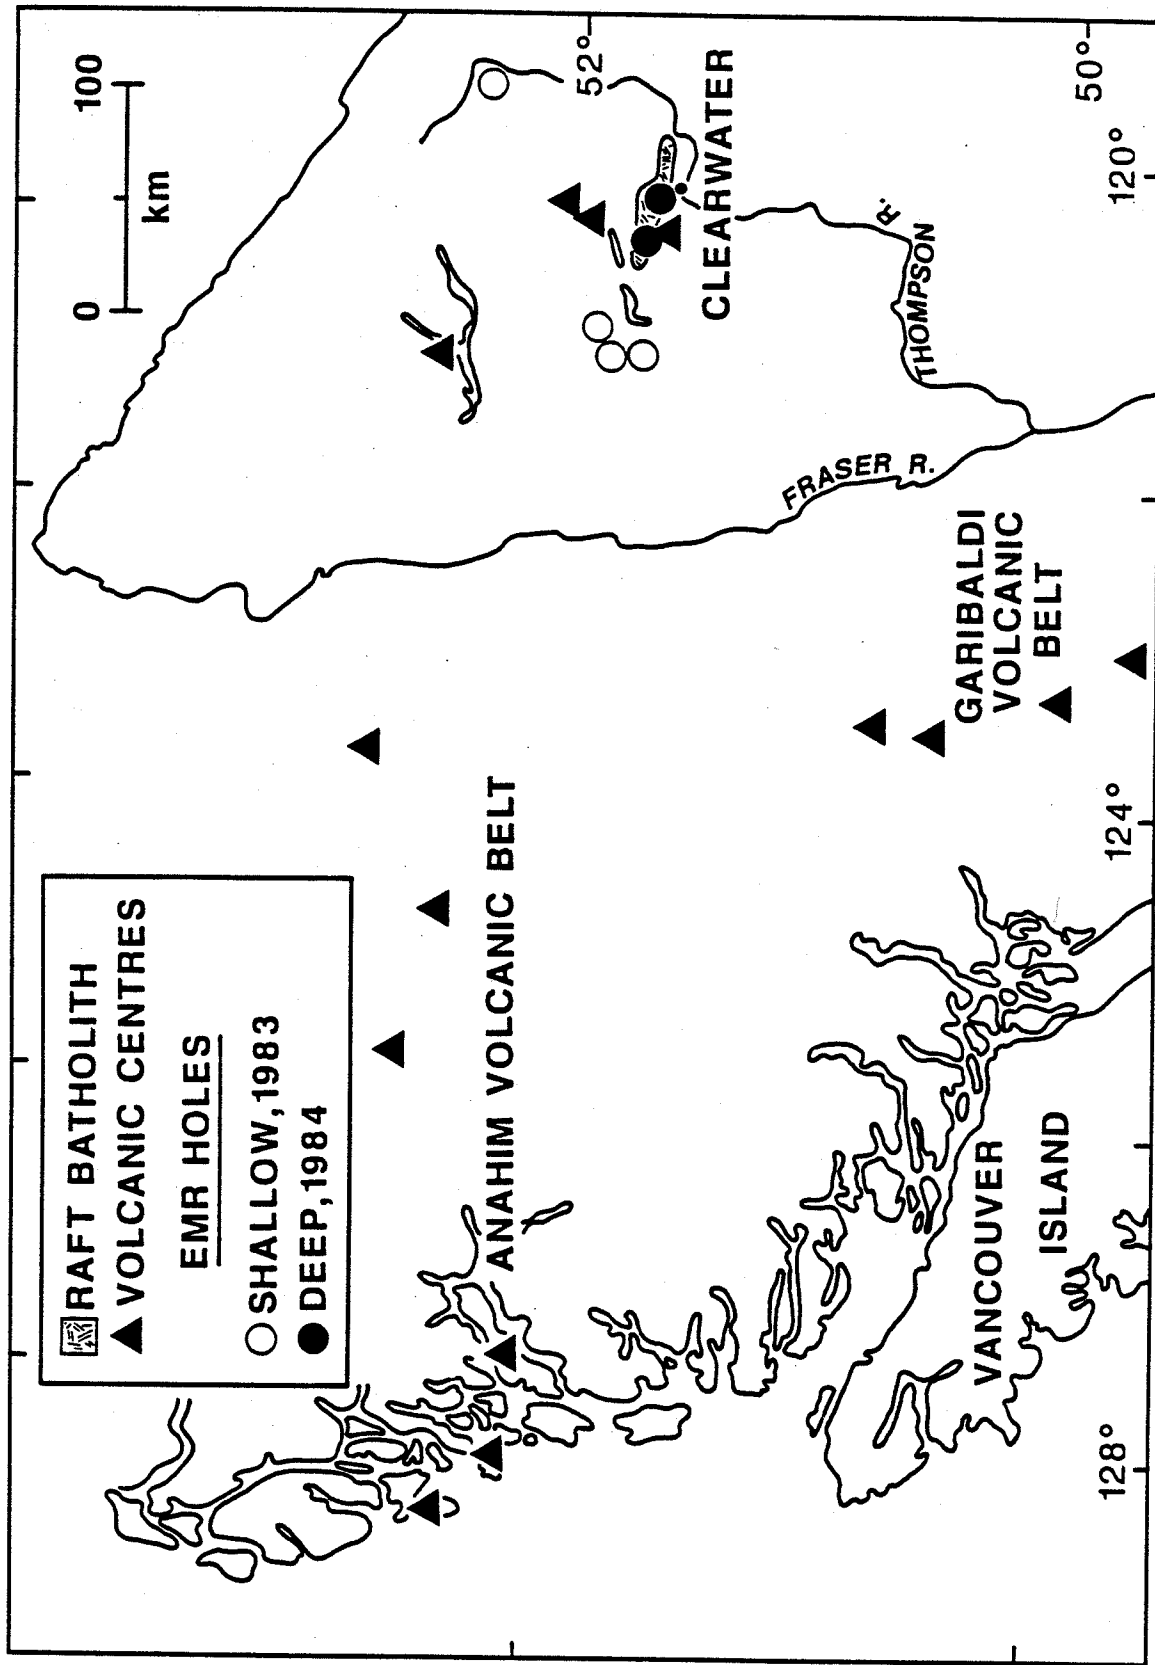 RAFT BATHOLITH
VOLCANIC CENTRES
EMR HOLES
SHALLOW,1983
DEEP,1984
0 100
km
52°
CLEARWATER
ANAHIM VOLCANIC BELT
FRASER R.
THOMPSON R.
GARIBALDI
VOLCANIC
BELT
VANCOUVER
ISLAND
50°
128°
124°
120°